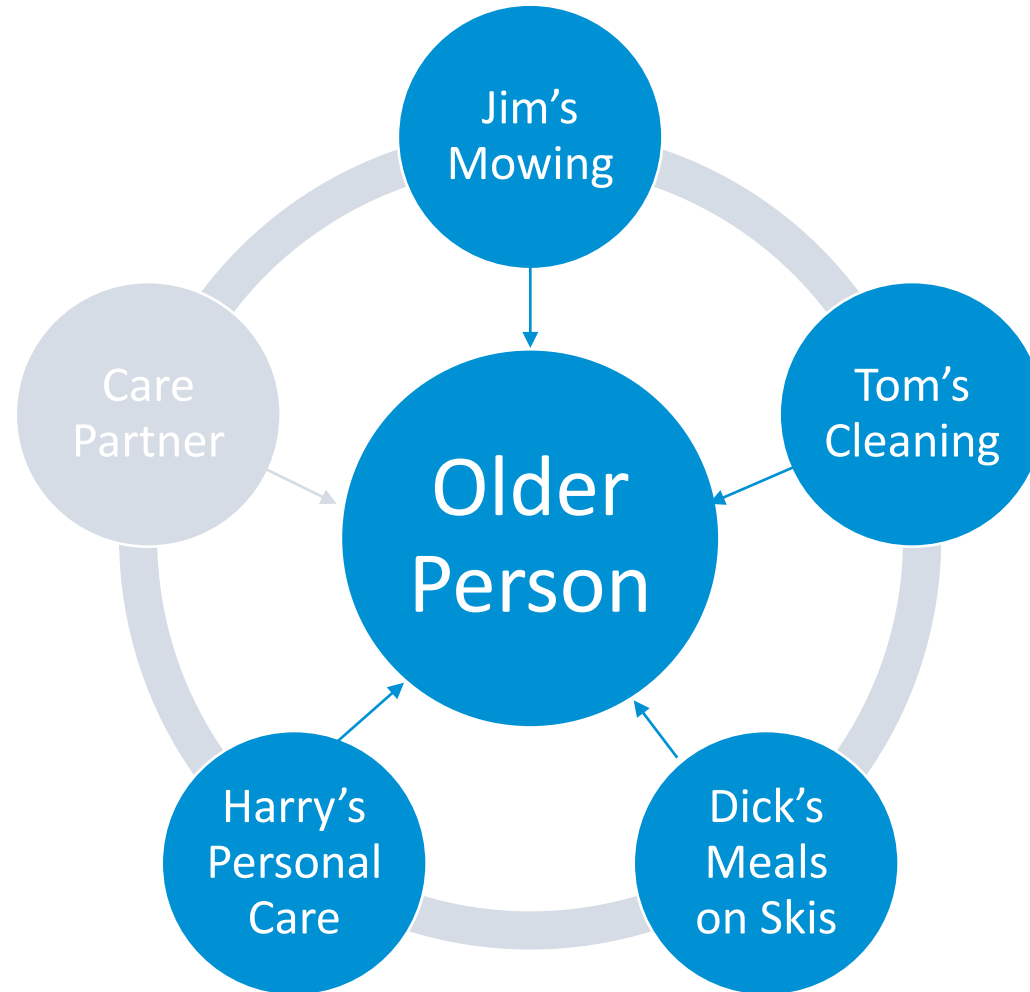 Jim’s
Mowing
Care
Partner
Tom’s
Cleaning
Older
Person
Harry’s
Personal
Care
Dick’s
Meals
on Skis